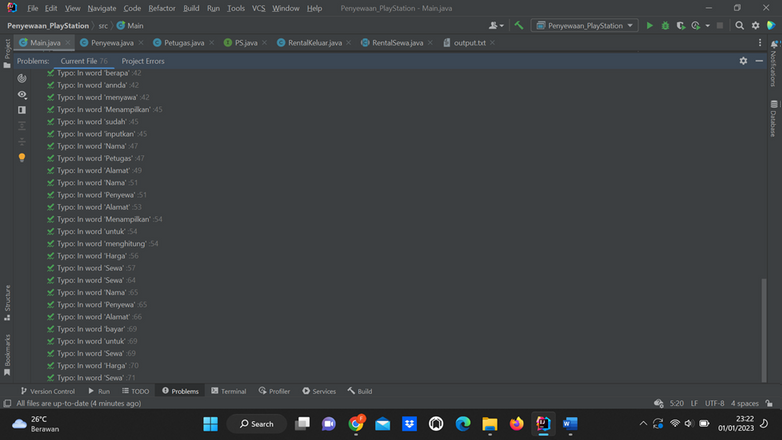 File Edit View Navigate Code Refactor Build Run Tools VCS Window Help Penyewaan_PlayStation - Main.java
Penyewaan_PlayStation src Main
Penyewaan_PlayStation
Main.java Penyewa.java Petugas.java PS.java RentalKeluar.java RentalSewa.java output.txt
Project
Problems: Current File 76 Project Errors
Notifications
Database
Typo: In word 'berapa' :42
Typo: In word 'annda' :42
Typo: In word 'menyawa' :42
Typo: In word 'Menampilkan' :45
Typo: In word 'sudah' :45
Typo: In word 'inputkan' :45
Typo: In word 'Nama' :47
Typo: In word 'Petugas' :47
Typo: In word 'Alamat' :49
Typo: In word 'Nama' :51
Typo: In word 'Penyewa' :51
Typo: In word 'Alamat' :53
Typo: In word 'Menampilkan' :54
Typo: In word 'untuk' :54
Typo: In word 'menghitung' :54
Typo: In word 'Harga' :56
Typo: In word 'Sewa' :57
Typo: In word 'Sewa' :64
Typo: In word 'Nama' :65
Typo: In word 'Penyewa' :65
Typo: In word 'Alamat' :66
Typo: In word 'bayar' :69
Typo: In word 'untuk' :69
Typo: In word 'Sewa' :69
Typo: In word 'Harga' :70
Typo: In word 'Sewa' :71
Structure
Bookmarks
Version Control Run TODO Problems Terminal Profiler Services Build
All files are up-to-date (4 minutes ago) 5:20 LF UTF-8 4 spaces
26°C
Berawan
Search
23:22
01/01/2023